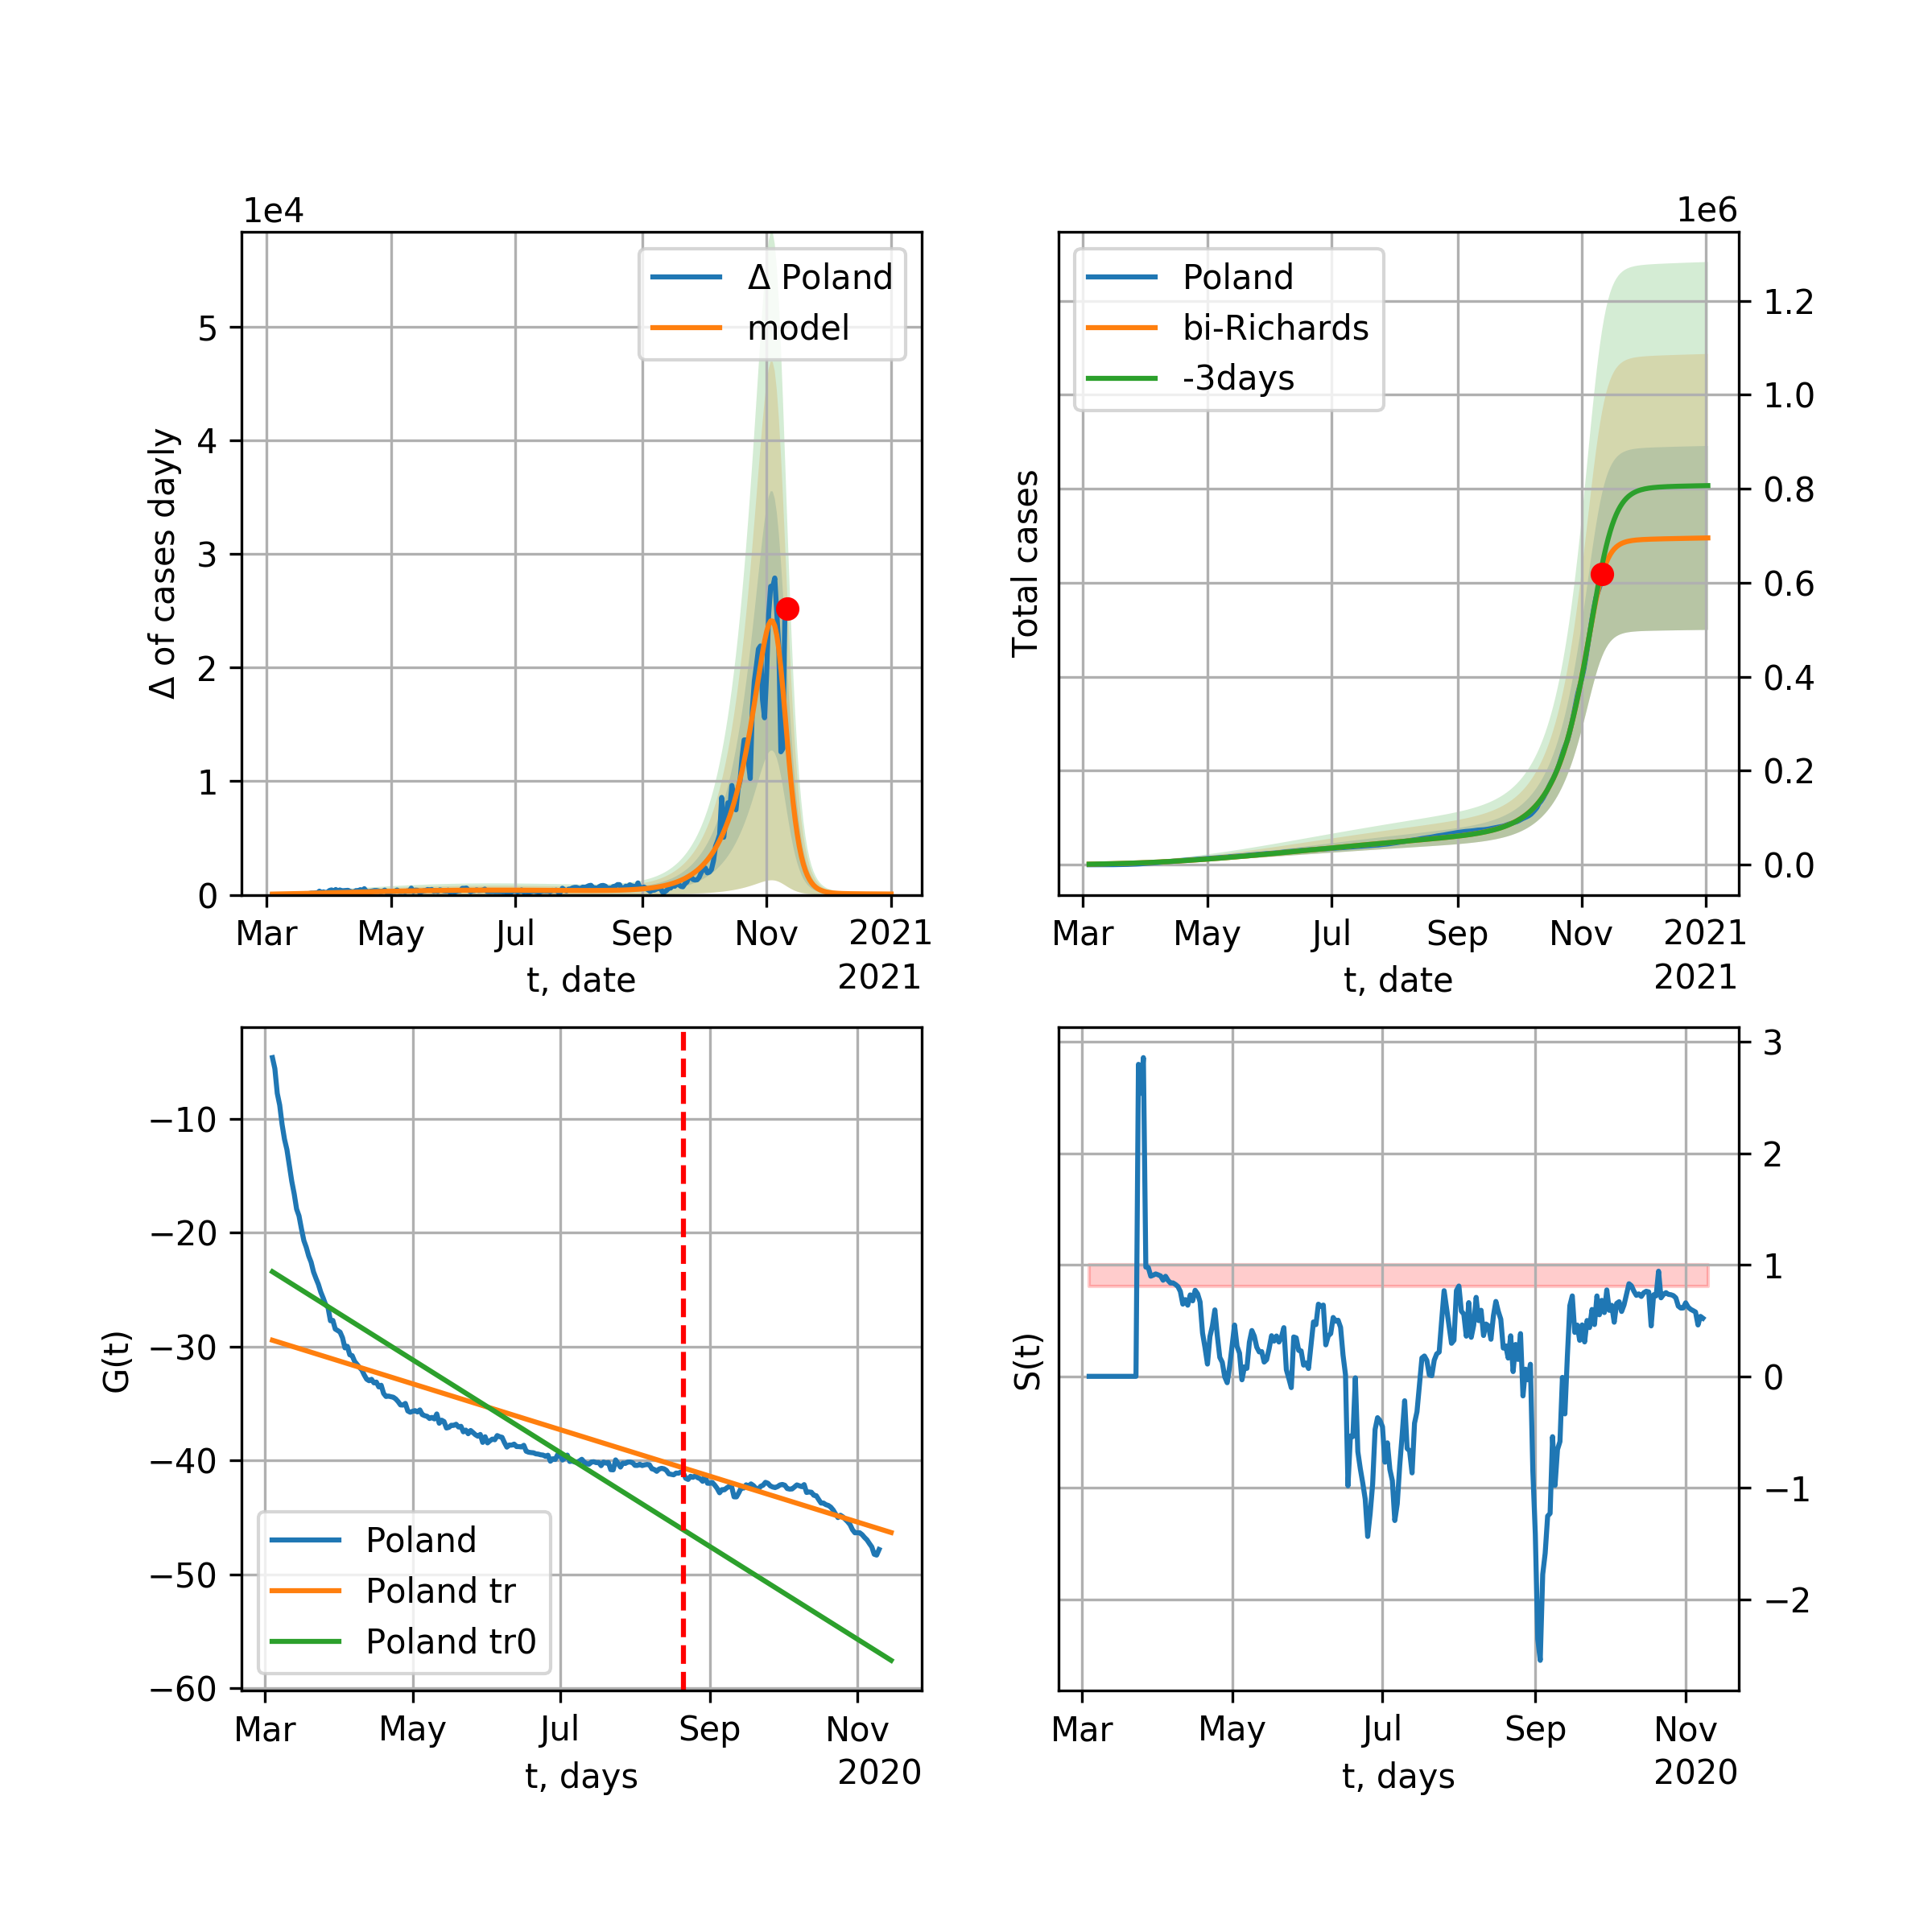 1e4
Δ of cases dayly
5
4
3
2
1
0
Δ Poland
model
Mar May Jul Sep Nov 2021
t, date 2021
1e6
Total cases
Poland
bi-Richards
-3days
1.2
1.0
0.8
0.6
0.4
0.2
0.0
Mar May Jul Sep Nov 2021
t, date 2021
G(t)
−10
−20
−30
−40
−50
−60
Poland
Poland tr
Poland tr0
Mar May Jul Sep Nov
t, days 2020
S(t)
3
2
1
0
−1
−2
Mar May Jul Sep Nov
t, days 2020